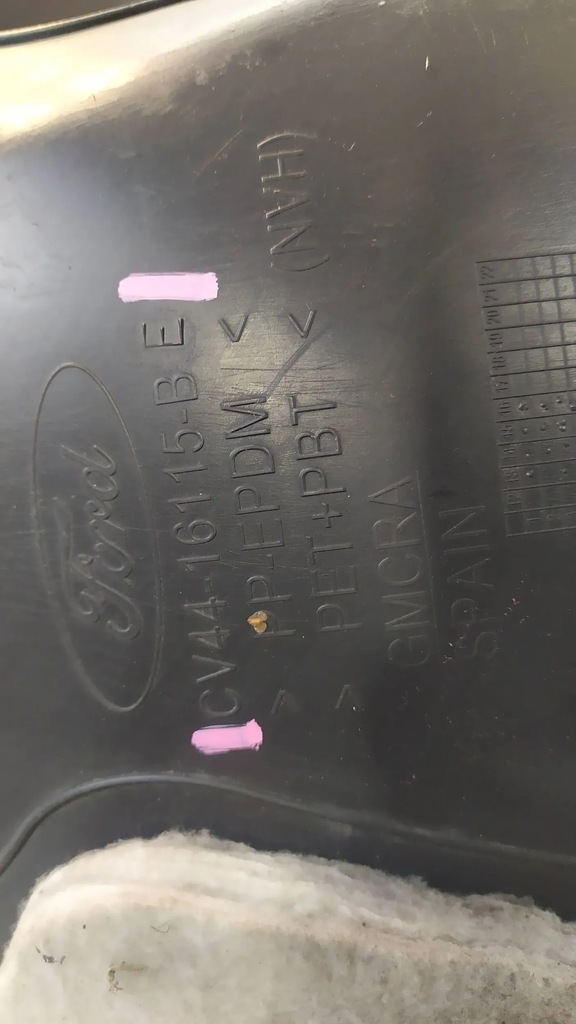 Ford
CV44-16115-B E
>PP-EPDM<
>PET+PBT< (NVH)
GMCRA
SPAIN